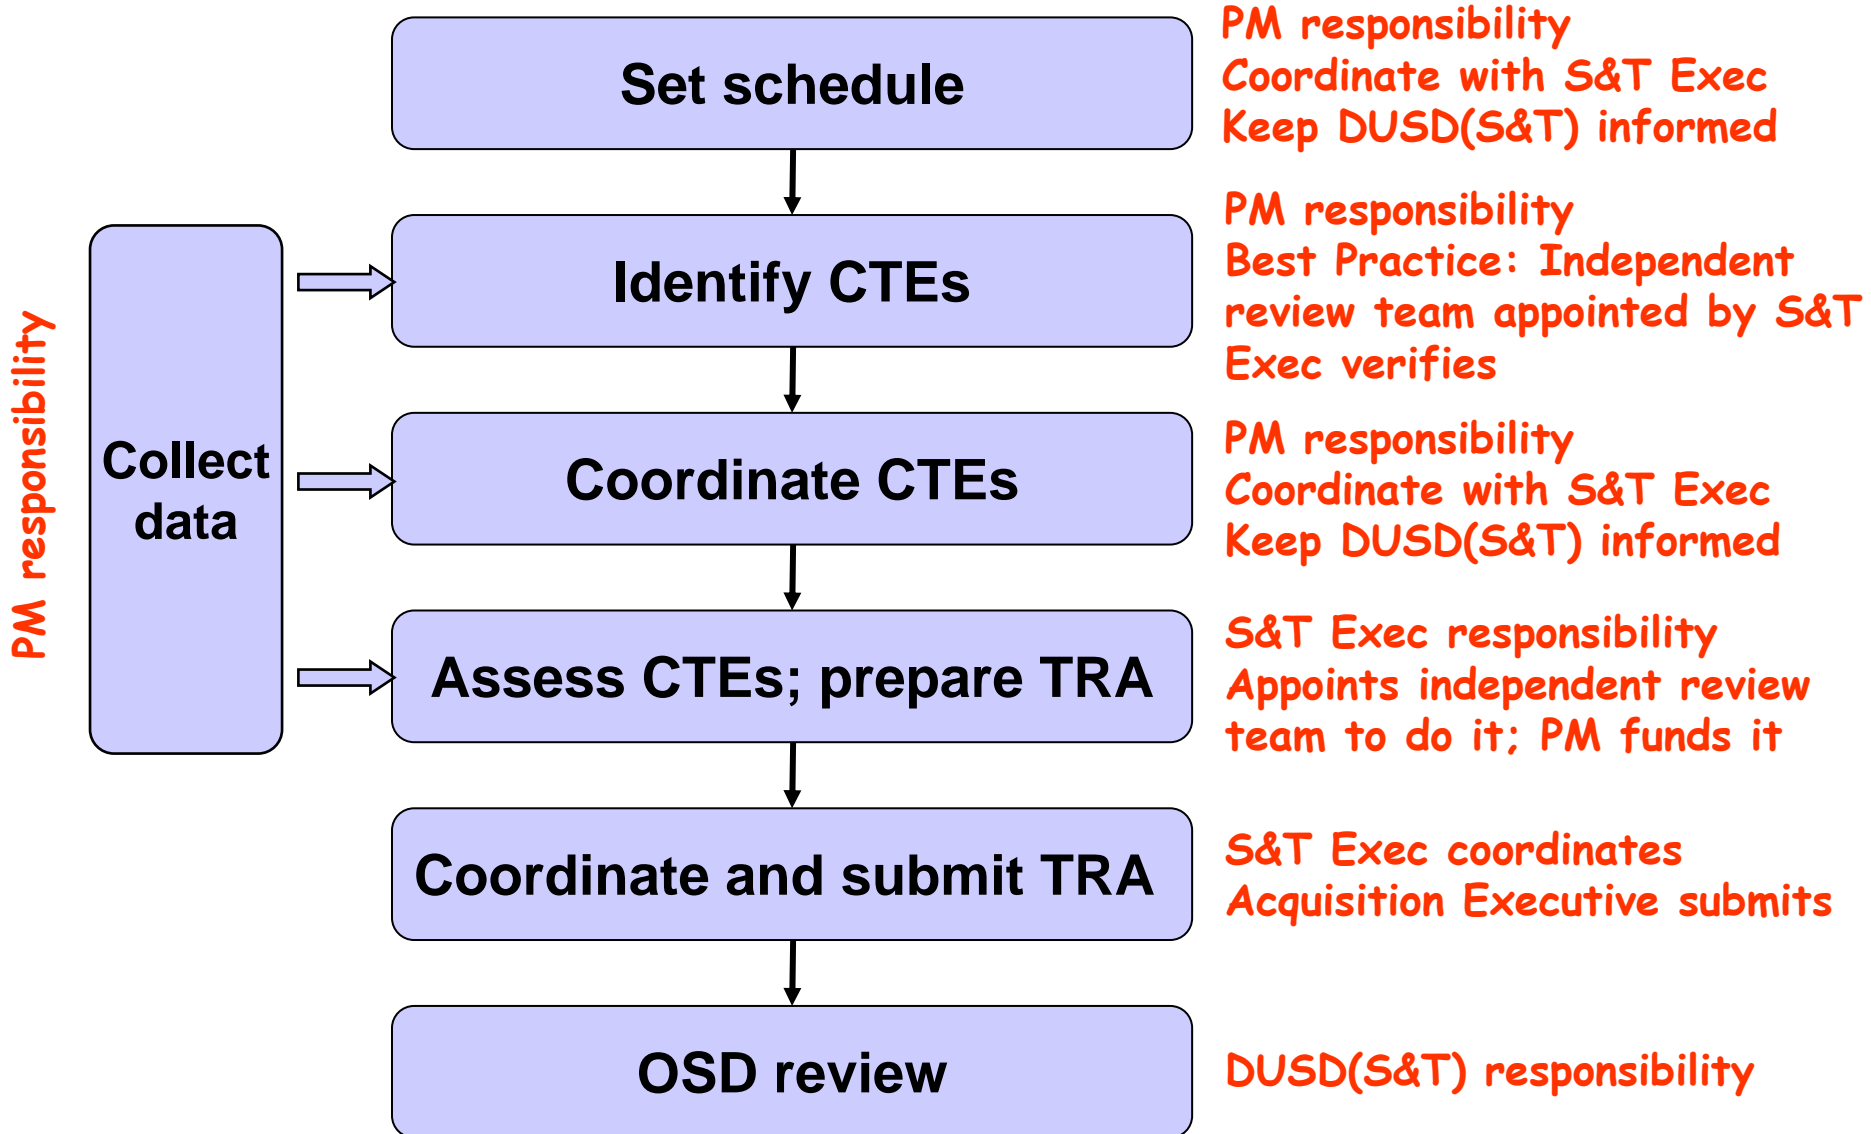 Set schedule
PM responsibility
Coordinate with S&T Exec
Keep DUSD(S&T) informed
PM responsibility
Collect
data
Identify CTEs
PM responsibility
Best Practice: Independent
review team appointed by S&T
Exec verifies
Coordinate CTEs
PM responsibility
Coordinate with S&T Exec
Keep DUSD(S&T) informed
Assess CTEs; prepare TRA
S&T Exec responsibility
Appoints independent review
team to do it; PM funds it
Coordinate and submit TRA
S&T Exec coordinates
Acquisition Executive submits
OSD review
DUSD(S&T) responsibility